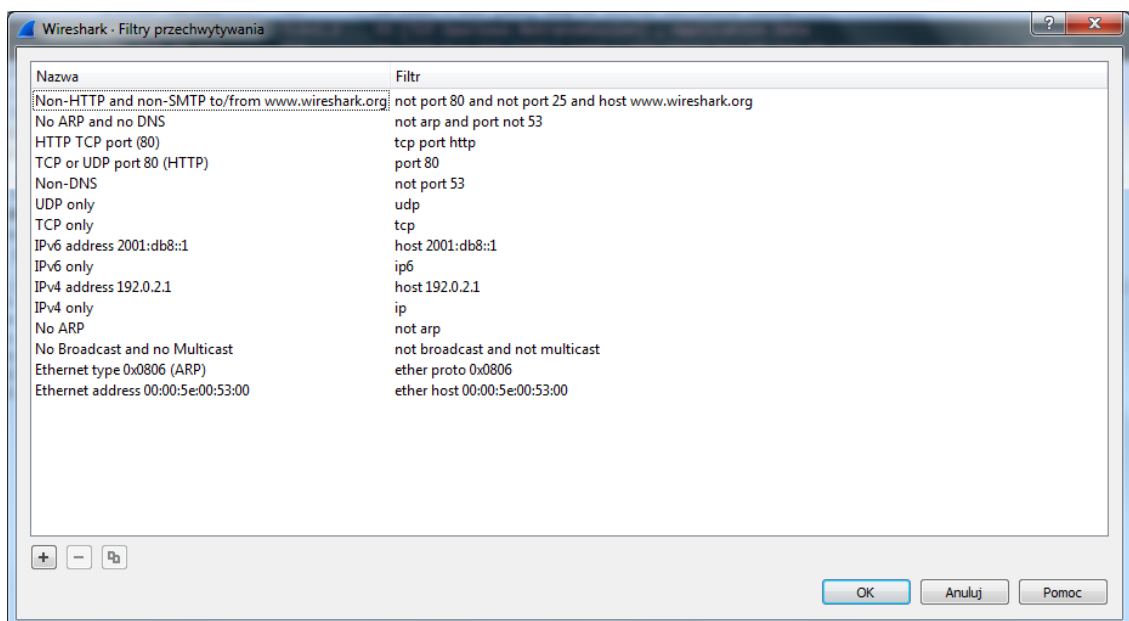 Wireshark · Filtry przechwytywania
Nazwa Filtr
Non-HTTP and non-SMTP to/from www.wireshark.org not port 80 and not port 25 and host www.wireshark.org
No ARP and no DNS not arp and port not 53
HTTP TCP port (80) tcp port http
TCP or UDP port 80 (HTTP) port 80
Non-DNS not port 53
UDP only udp
TCP only tcp
IPv6 address 2001:db8::1 host 2001:db8::1
IPv6 only ip6
IPv4 address 192.0.2.1 host 192.0.2.1
IPv4 only ip
No ARP not arp
No Broadcast and no Multicast not broadcast and not multicast
Ethernet type 0x0806 (ARP) ether proto 0x0806
Ethernet address 00:00:5e:00:53:00 ether host 00:00:5e:00:53:00
OK Anuluj Pomoc